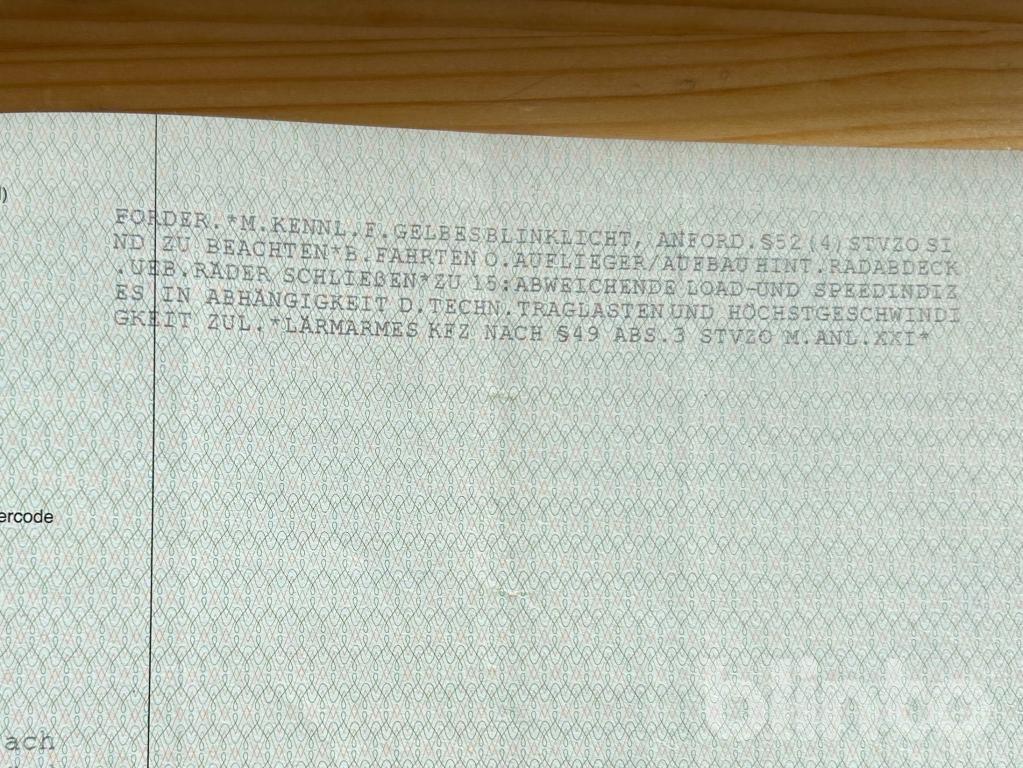 )
FORDER.*M.KENNL.F.GELBESBLINKLICHT, ANFORD.§52(4)STVZO SI
ND ZU BEACHTEN*B.FAHRTEN O.AUFLIEGER/AUFBAU HINT.RADABDECK
.UEB.RÄDER SCHLIEßEN*ZU 15:ABWEICHENDE LOAD-UND SPEEDINDIZ
ES IN ABHÄNGIGKEIT D.TECHN.TRAGLASTEN UND HÖCHSTGESCHWINDI
GKEIT ZUL.*LÄRMARMES KFZ NACH §49 ABS.3 STVZO M.ANL.XXI*
ercode
ach
blinto